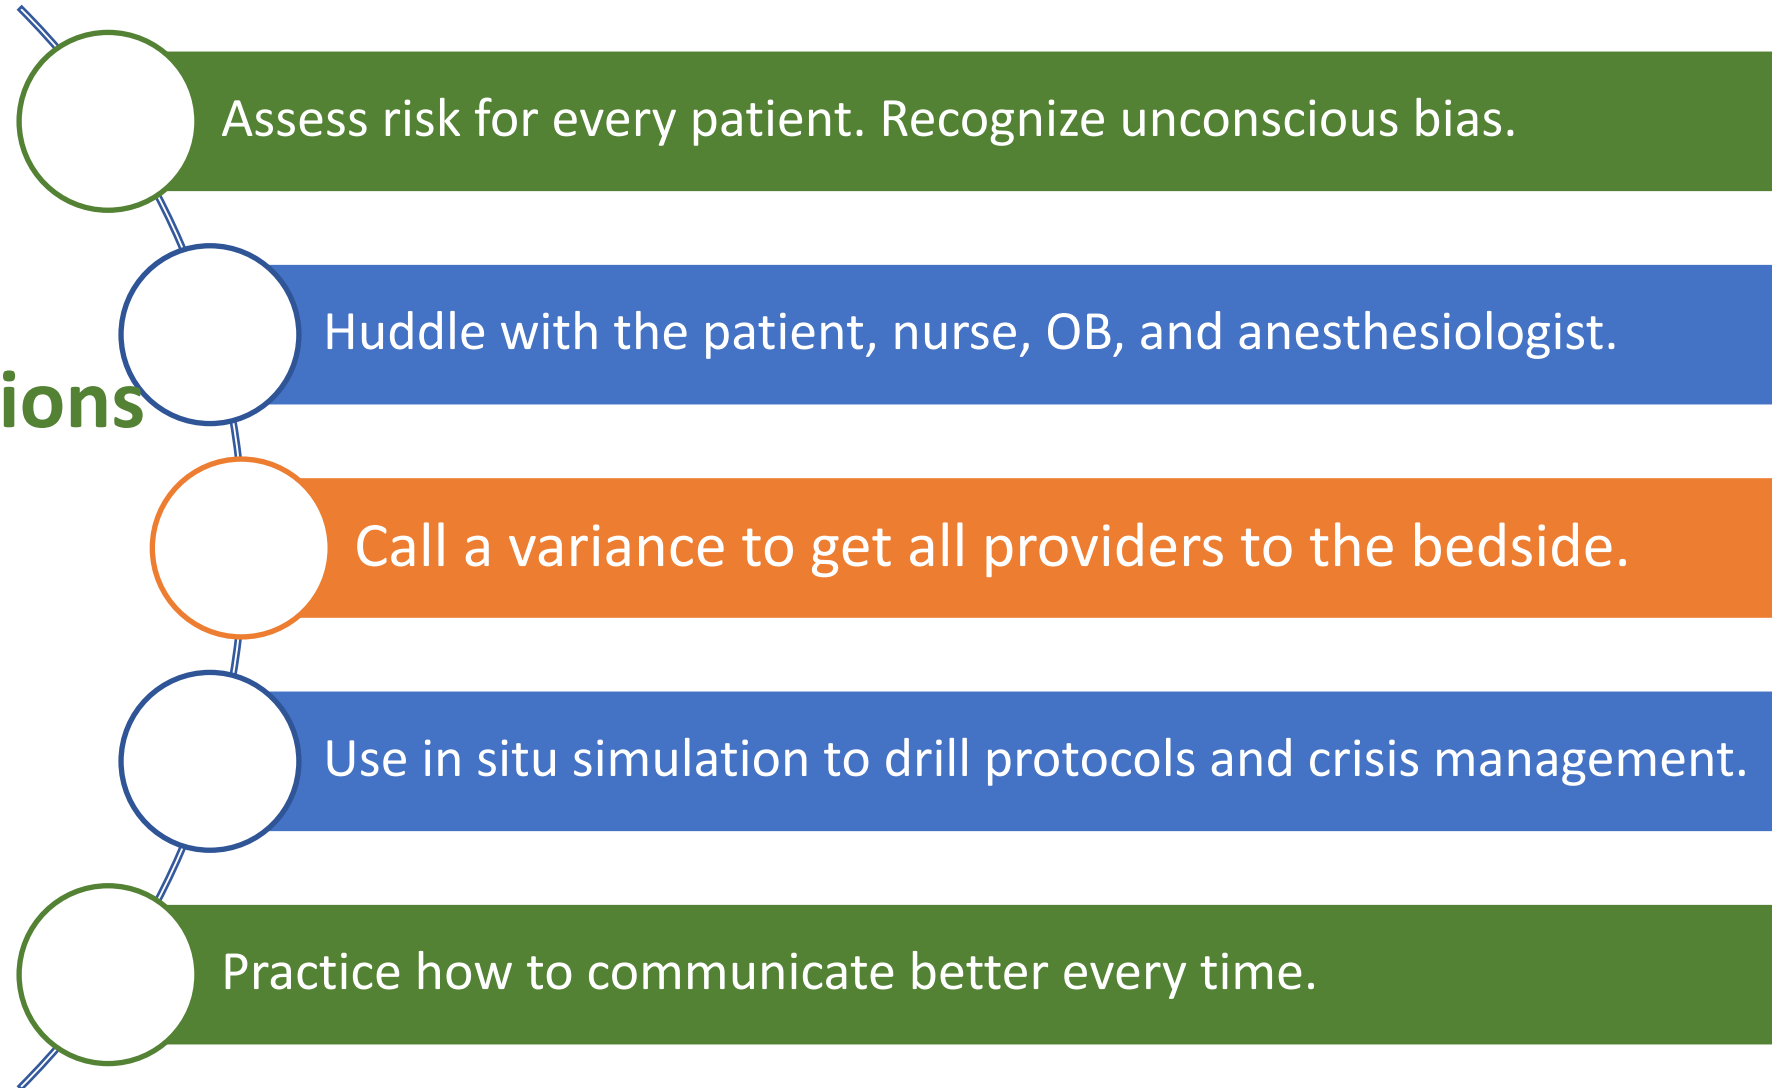 Assess risk for every patient. Recognize unconscious bias.
Huddle with the patient, nurse, OB, and anesthesiologist.
ions
Call a variance to get all providers to the bedside.
Use in situ simulation to drill protocols and crisis management.
Practice how to communicate better every time.